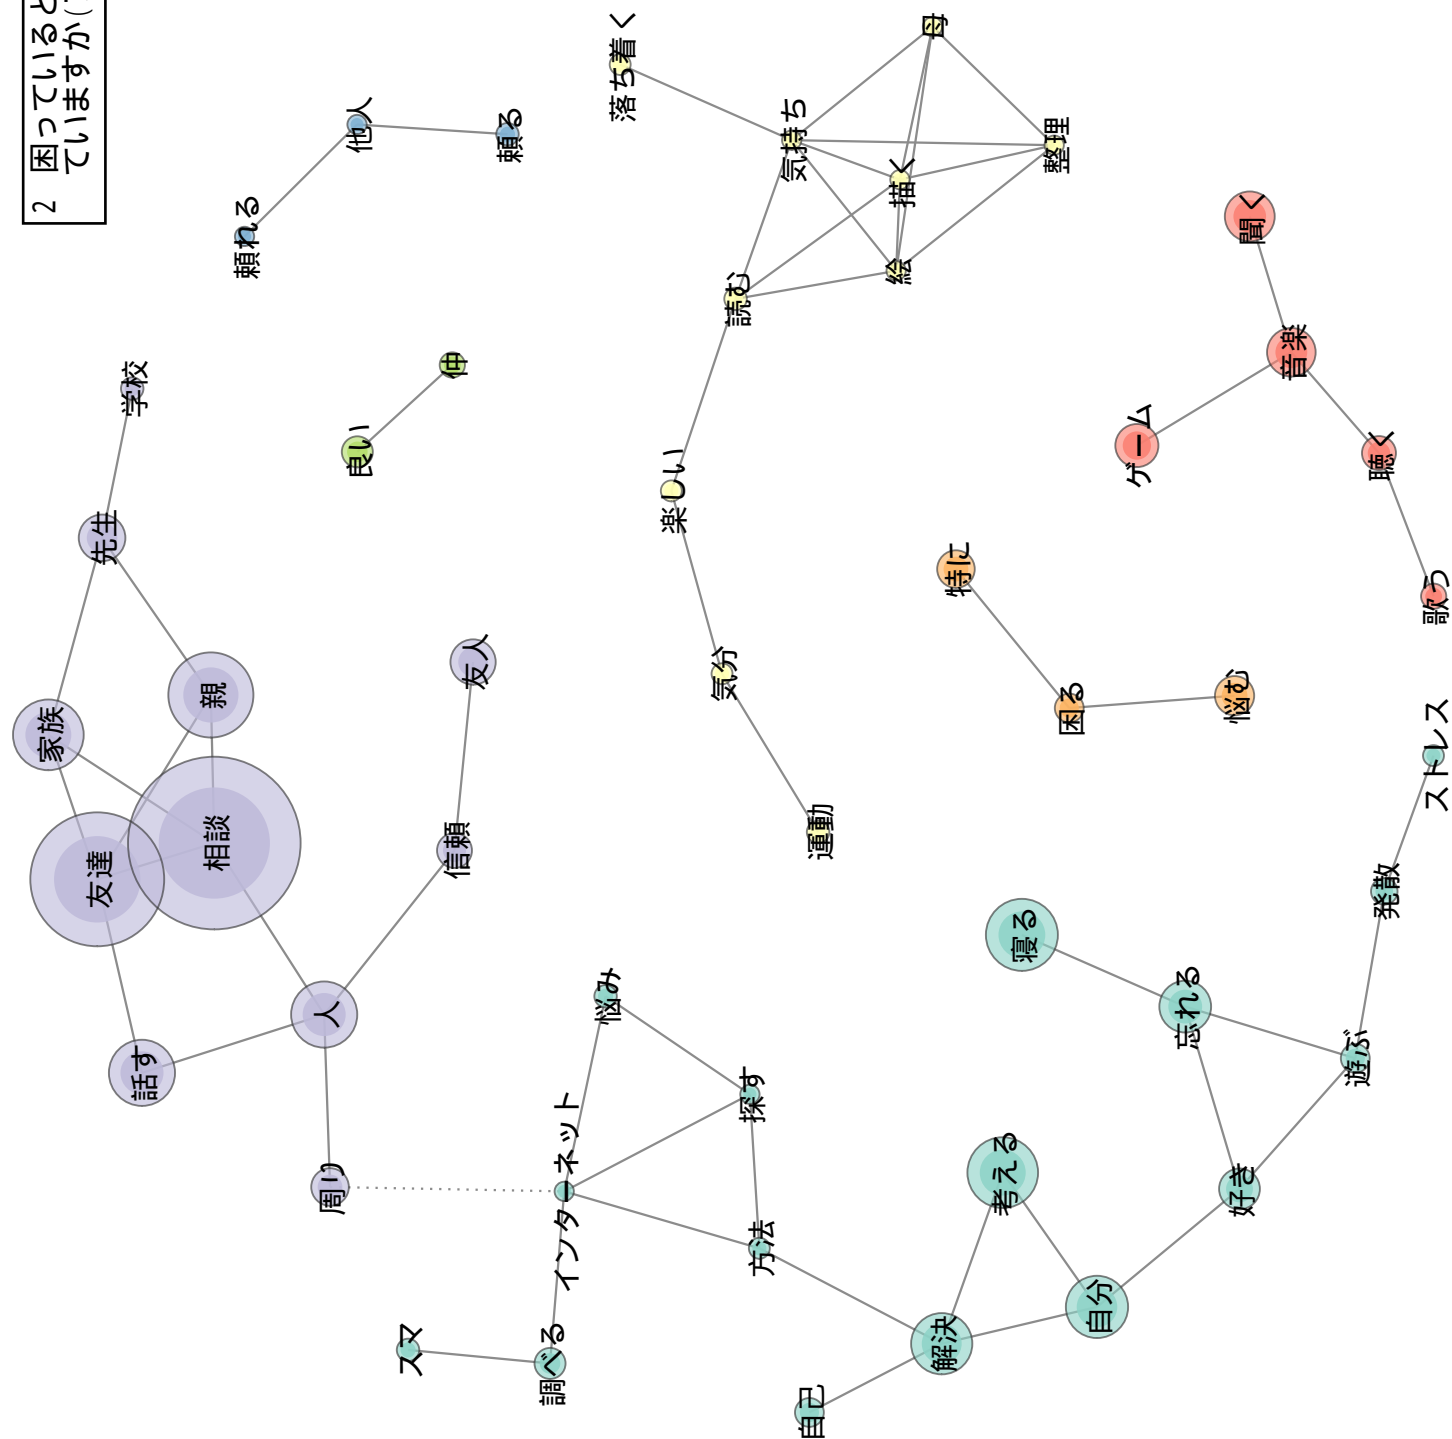 2 困っていると
ていますか(
頼れる
他人
頼る
落ち着く
母
気持ち
描く
整理
絵
読む
楽しい
気分
運動
学校
先生
家族
親
友達
相談
話す
人
信頼
友人
周り
良い
仲
聞く
音楽
ゲーム
聴く
歌う
特に
困る
悩む
ストレス
発散
寝る
忘れる
遊ぶ
好き
考える
自分
解決
自己
方法
探す
悩み
インターネット
調べる
スマ